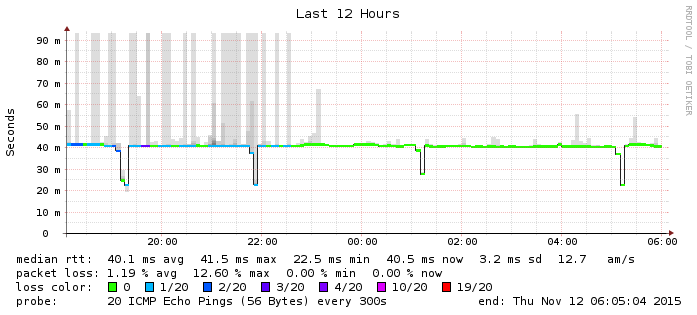 Last 12 Hours
RRDTOOL / TOBI OETIKER
Seconds
90 m
80 m
70 m
60 m
50 m
40 m
30 m
20 m
10 m
0
20:00 22:00 00:00 02:00 04:00 06:00
median rtt: 40.1 ms avg 41.5 ms max 22.5 ms min 40.5 ms now 3.2 ms sd 12.7 am/s
packet loss: 1.19 % avg 12.60 % max 0.00 % min 0.00 % now
loss color: 0 1/20 2/20 3/20 4/20 10/20 19/20
probe: 20 ICMP Echo Pings (56 Bytes) every 300s end: Thu Nov 12 06:05:04 2015